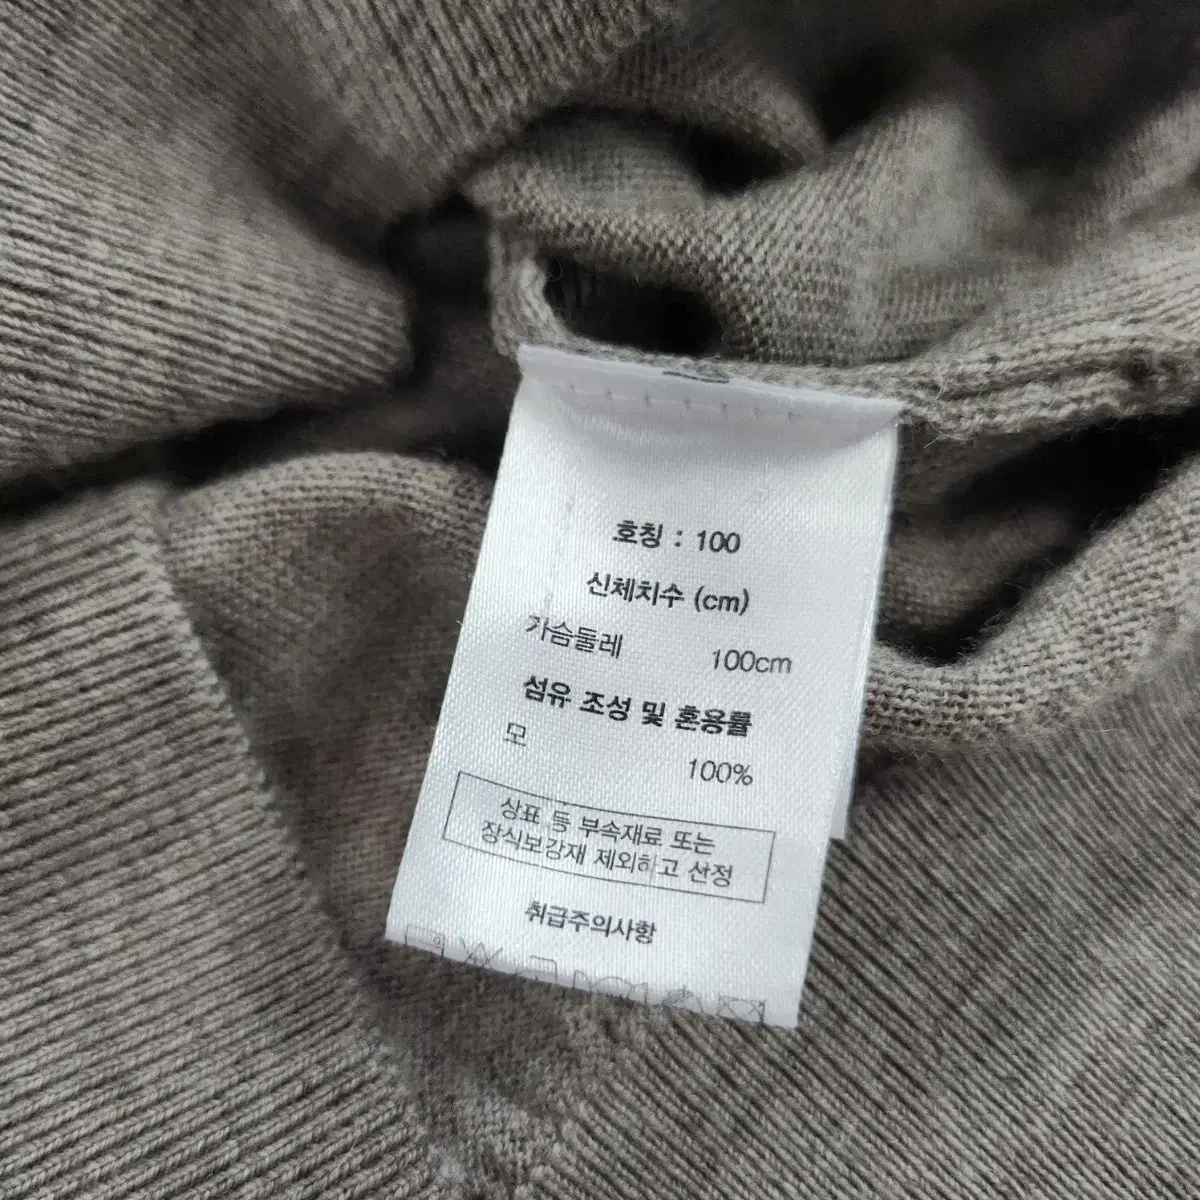 호칭 : 100
신체치수 (cm)
가슴둘레 100cm
섬유 조성 및 혼용률
모 100%
상표 등 부속재료 또는
장식보강재 제외하고 산정
취급주의사항